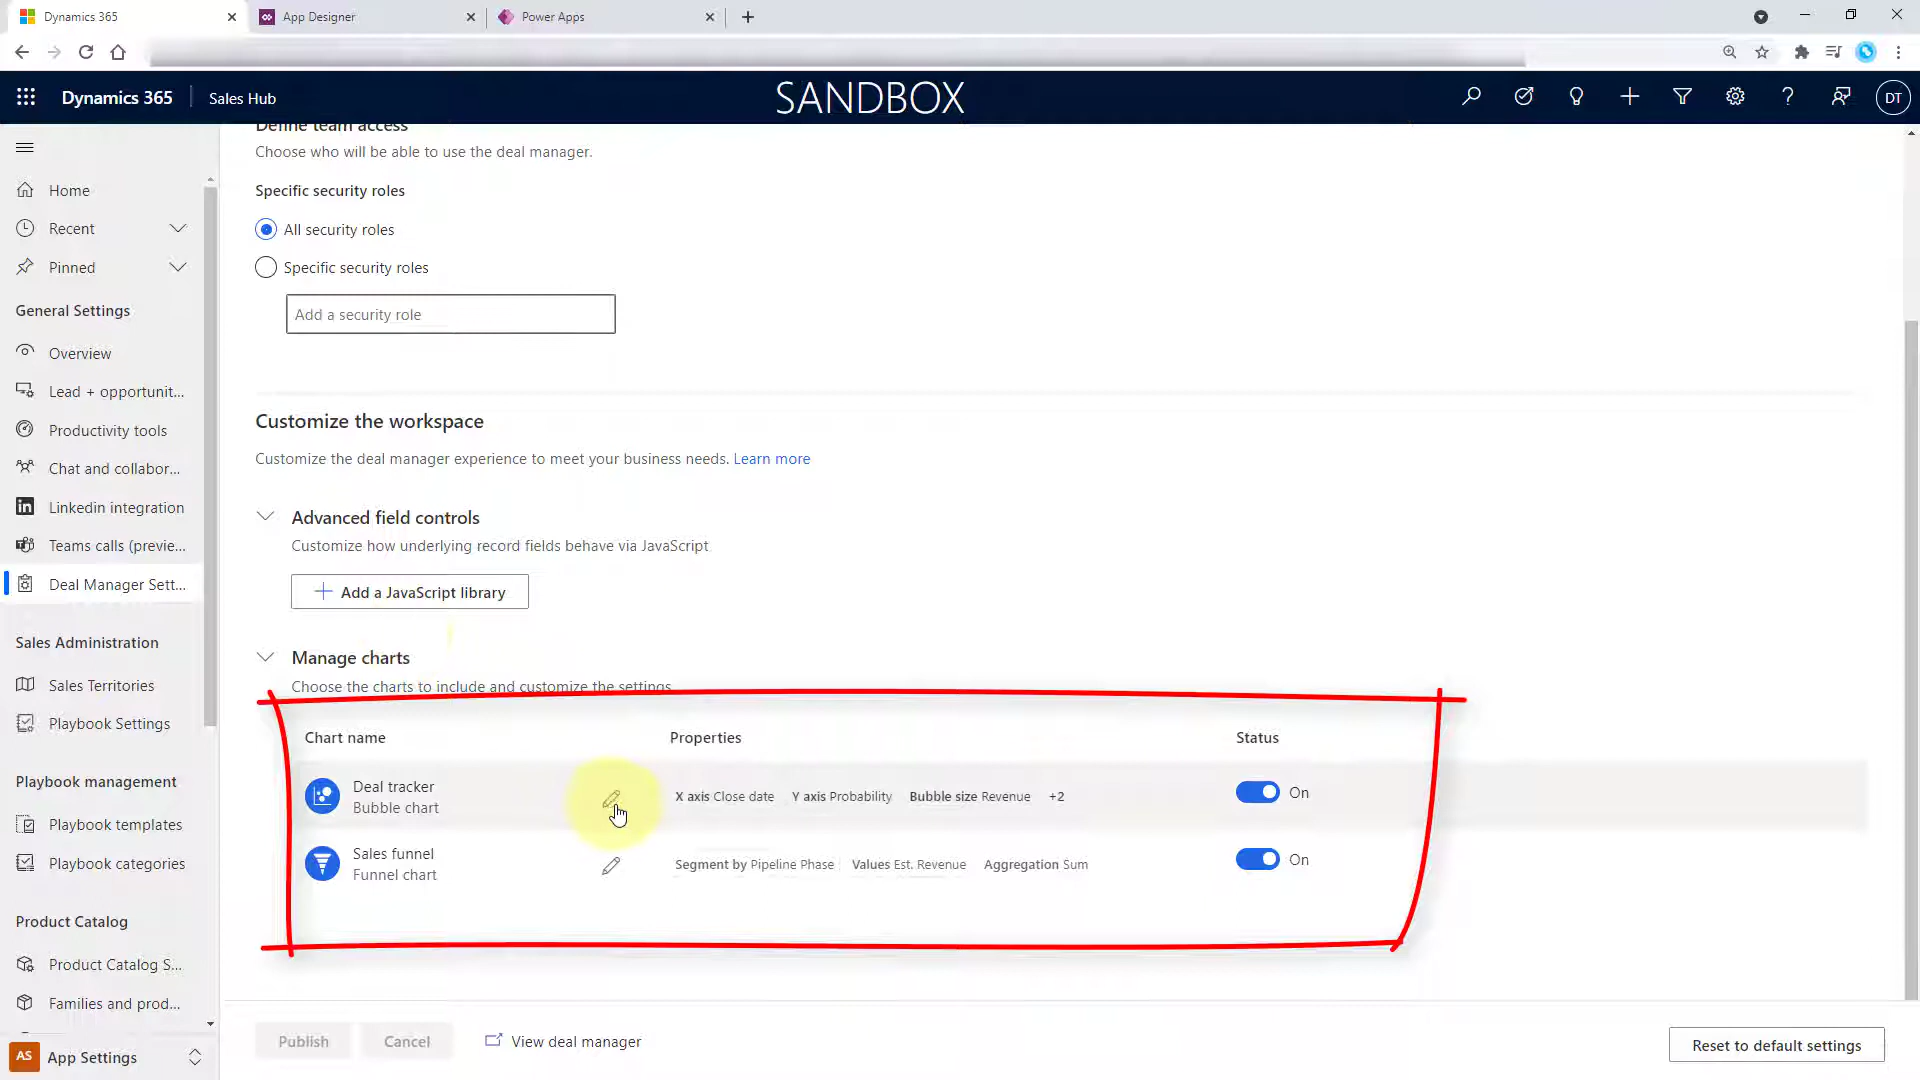 Dynamics 365
App Designer
Power Apps
Dynamics 365
Sales Hub
SANDBOX
DT
Define team access
Choose who will be able to use the deal manager.
Home
Specific security roles
Recent
All security roles
Pinned
Specific security roles
General Settings
Add a security role
Overview
Lead + opportunit...
Customize the workspace
Productivity tools
Customize the deal manager experience to meet your business needs. Learn more
Chat and collabor...
Linkedin integration
Advanced field controls
Teams calls (previe...
Customize how underlying record fields behave via JavaScript
Deal Manager Sett...
Add a JavaScript library
Sales Administration
Manage charts
Sales Territories
Choose the charts to include and customize the settings
Playbook Settings
Chart name
Properties
Status
Playbook management
Deal tracker
Bubble chart
X axis Close date
Y axis Probability
Bubble size Revenue
+2
On
Playbook templates
Sales funnel
Funnel chart
Segment by Pipeline Phase
Values Est. Revenue
Aggregation Sum
On
Playbook categories
Product Catalog
Product Catalog S...
Families and prod...
Publish
Cancel
View deal manager
Reset to default settings
AS
App Settings